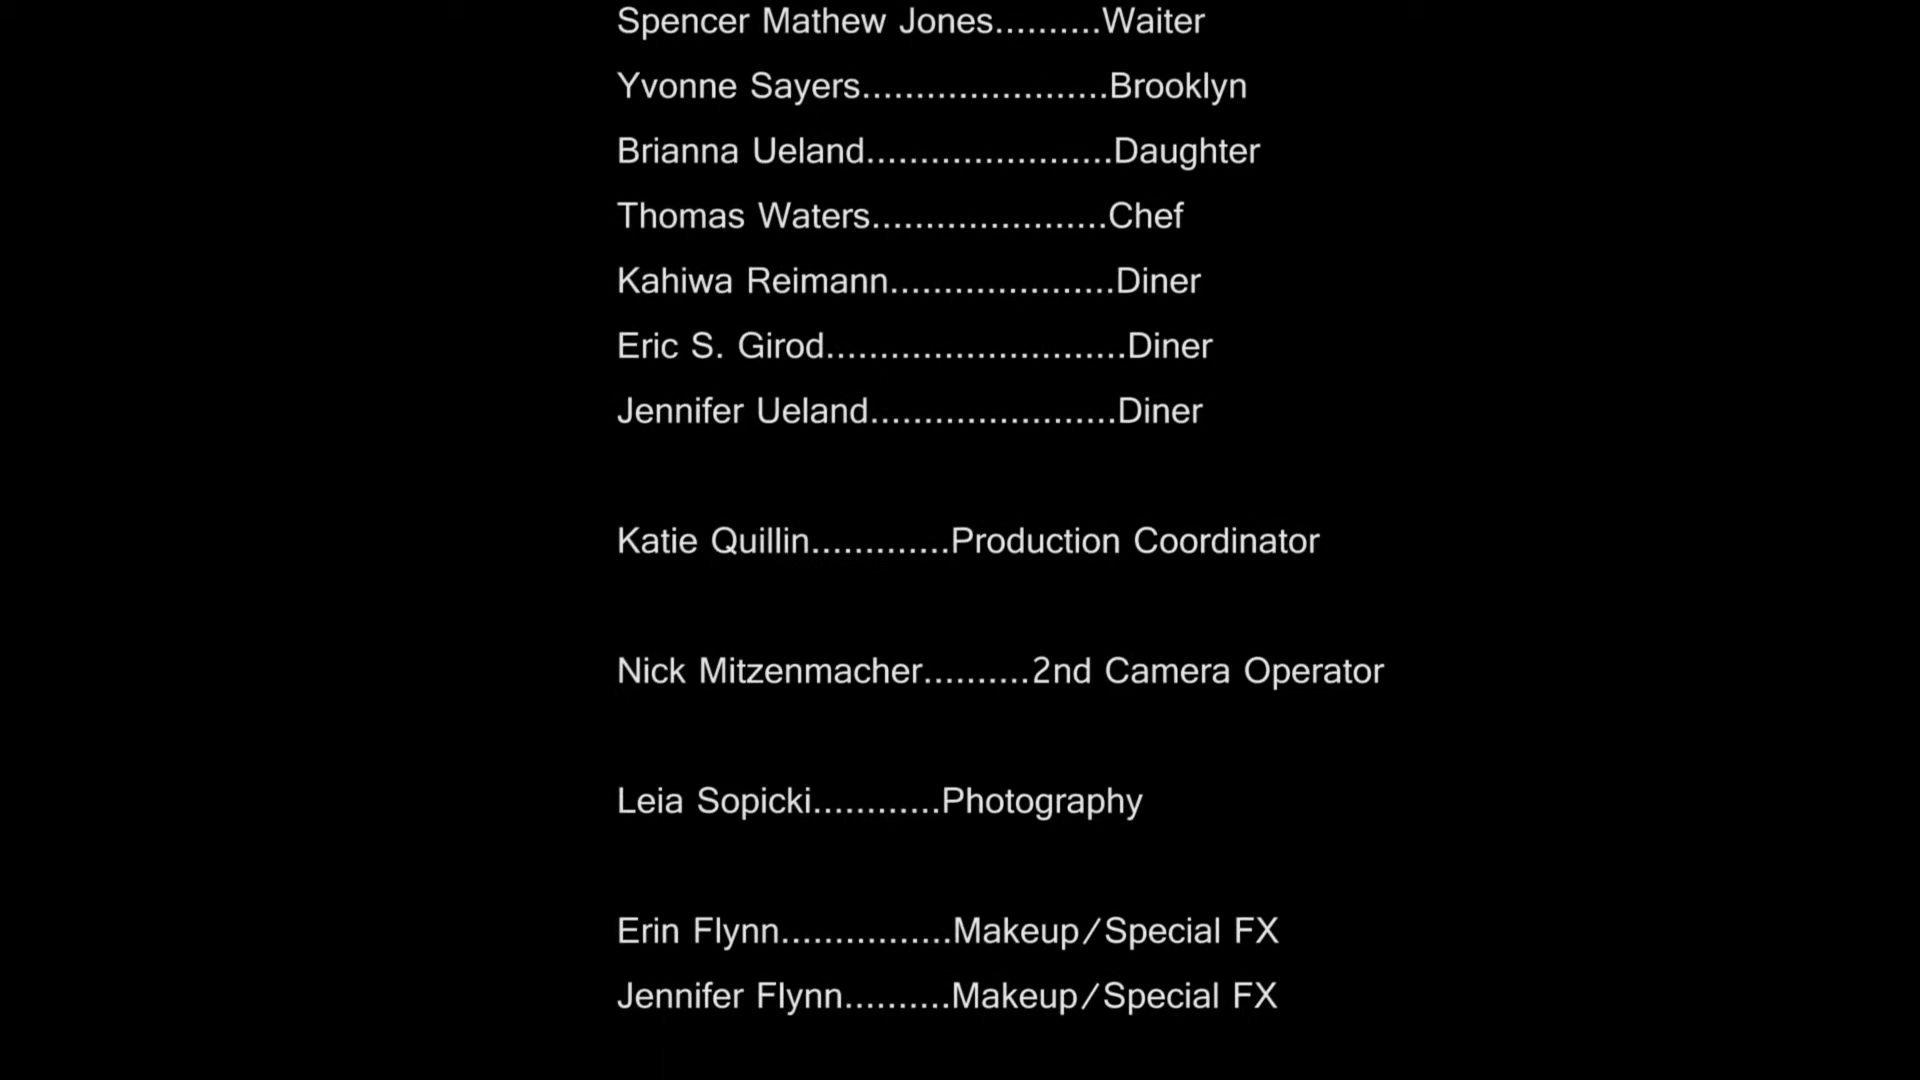 Spencer Mathew Jones..........Waiter
Yvonne Sayers.......................Brooklyn
Brianna Ueland.......................Daughter
Thomas Waters......................Chef
Kahiwa Reimann.....................Diner
Eric S. Girod............................Diner
Jennifer Ueland.......................Diner
Katie Quillin.............Production Coordinator
Nick Mitzenmacher..........2nd Camera Operator
Leia Sopicki............Photography
Erin Flynn................Makeup/Special FX
Jennifer Flynn..........Makeup/Special FX